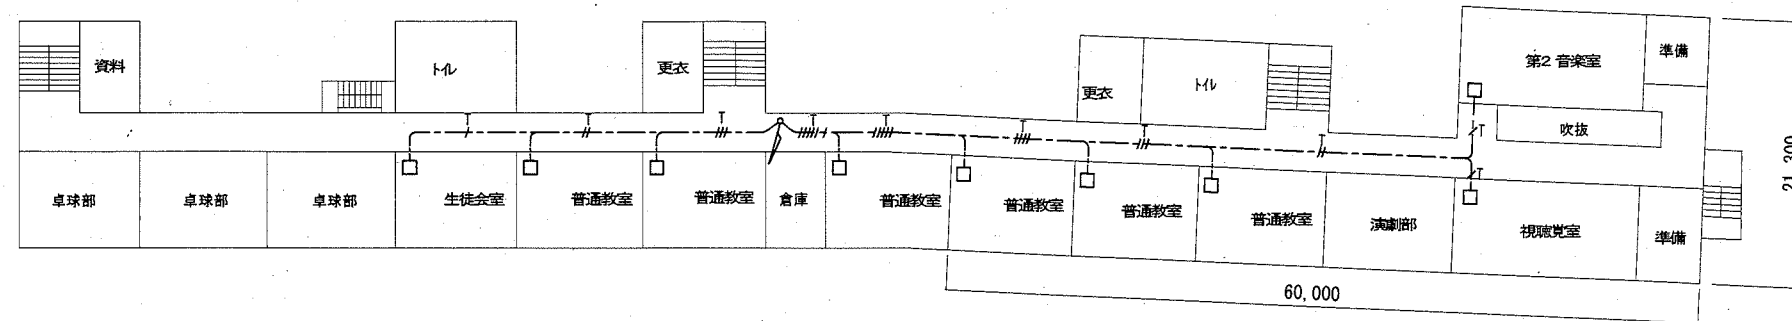 資料
トイレ
更衣
更衣
トイレ
第2 音楽室
準備
吹抜
卓球部
卓球部
卓球部
生徒会室
普通教室
普通教室
倉庫
普通教室
普通教室
普通教室
普通教室
演劇部
視聴覚室
準備
60,000
21,300